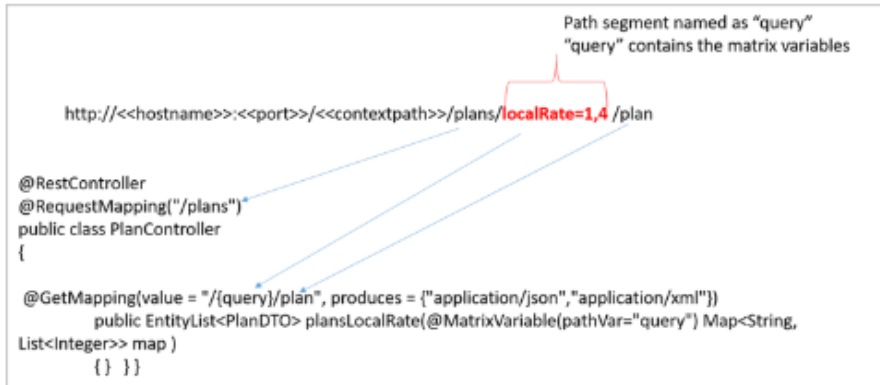 Path segment named as “query”
“query” contains the matrix variables
http://<<hostname>>:<<port>>/<<contextpath>>/plans/localRate=1,4 /plan
@RestController
@RequestMapping("/plans")
public class PlanController
{
@GetMapping(value = "/{query}/plan", produces = {"application/json","application/xml"})
public EntityList<PlanDTO> plansLocalRate(@MatrixVariable(pathVar="query") Map<String,
List<Integer>> map )
{ } } }